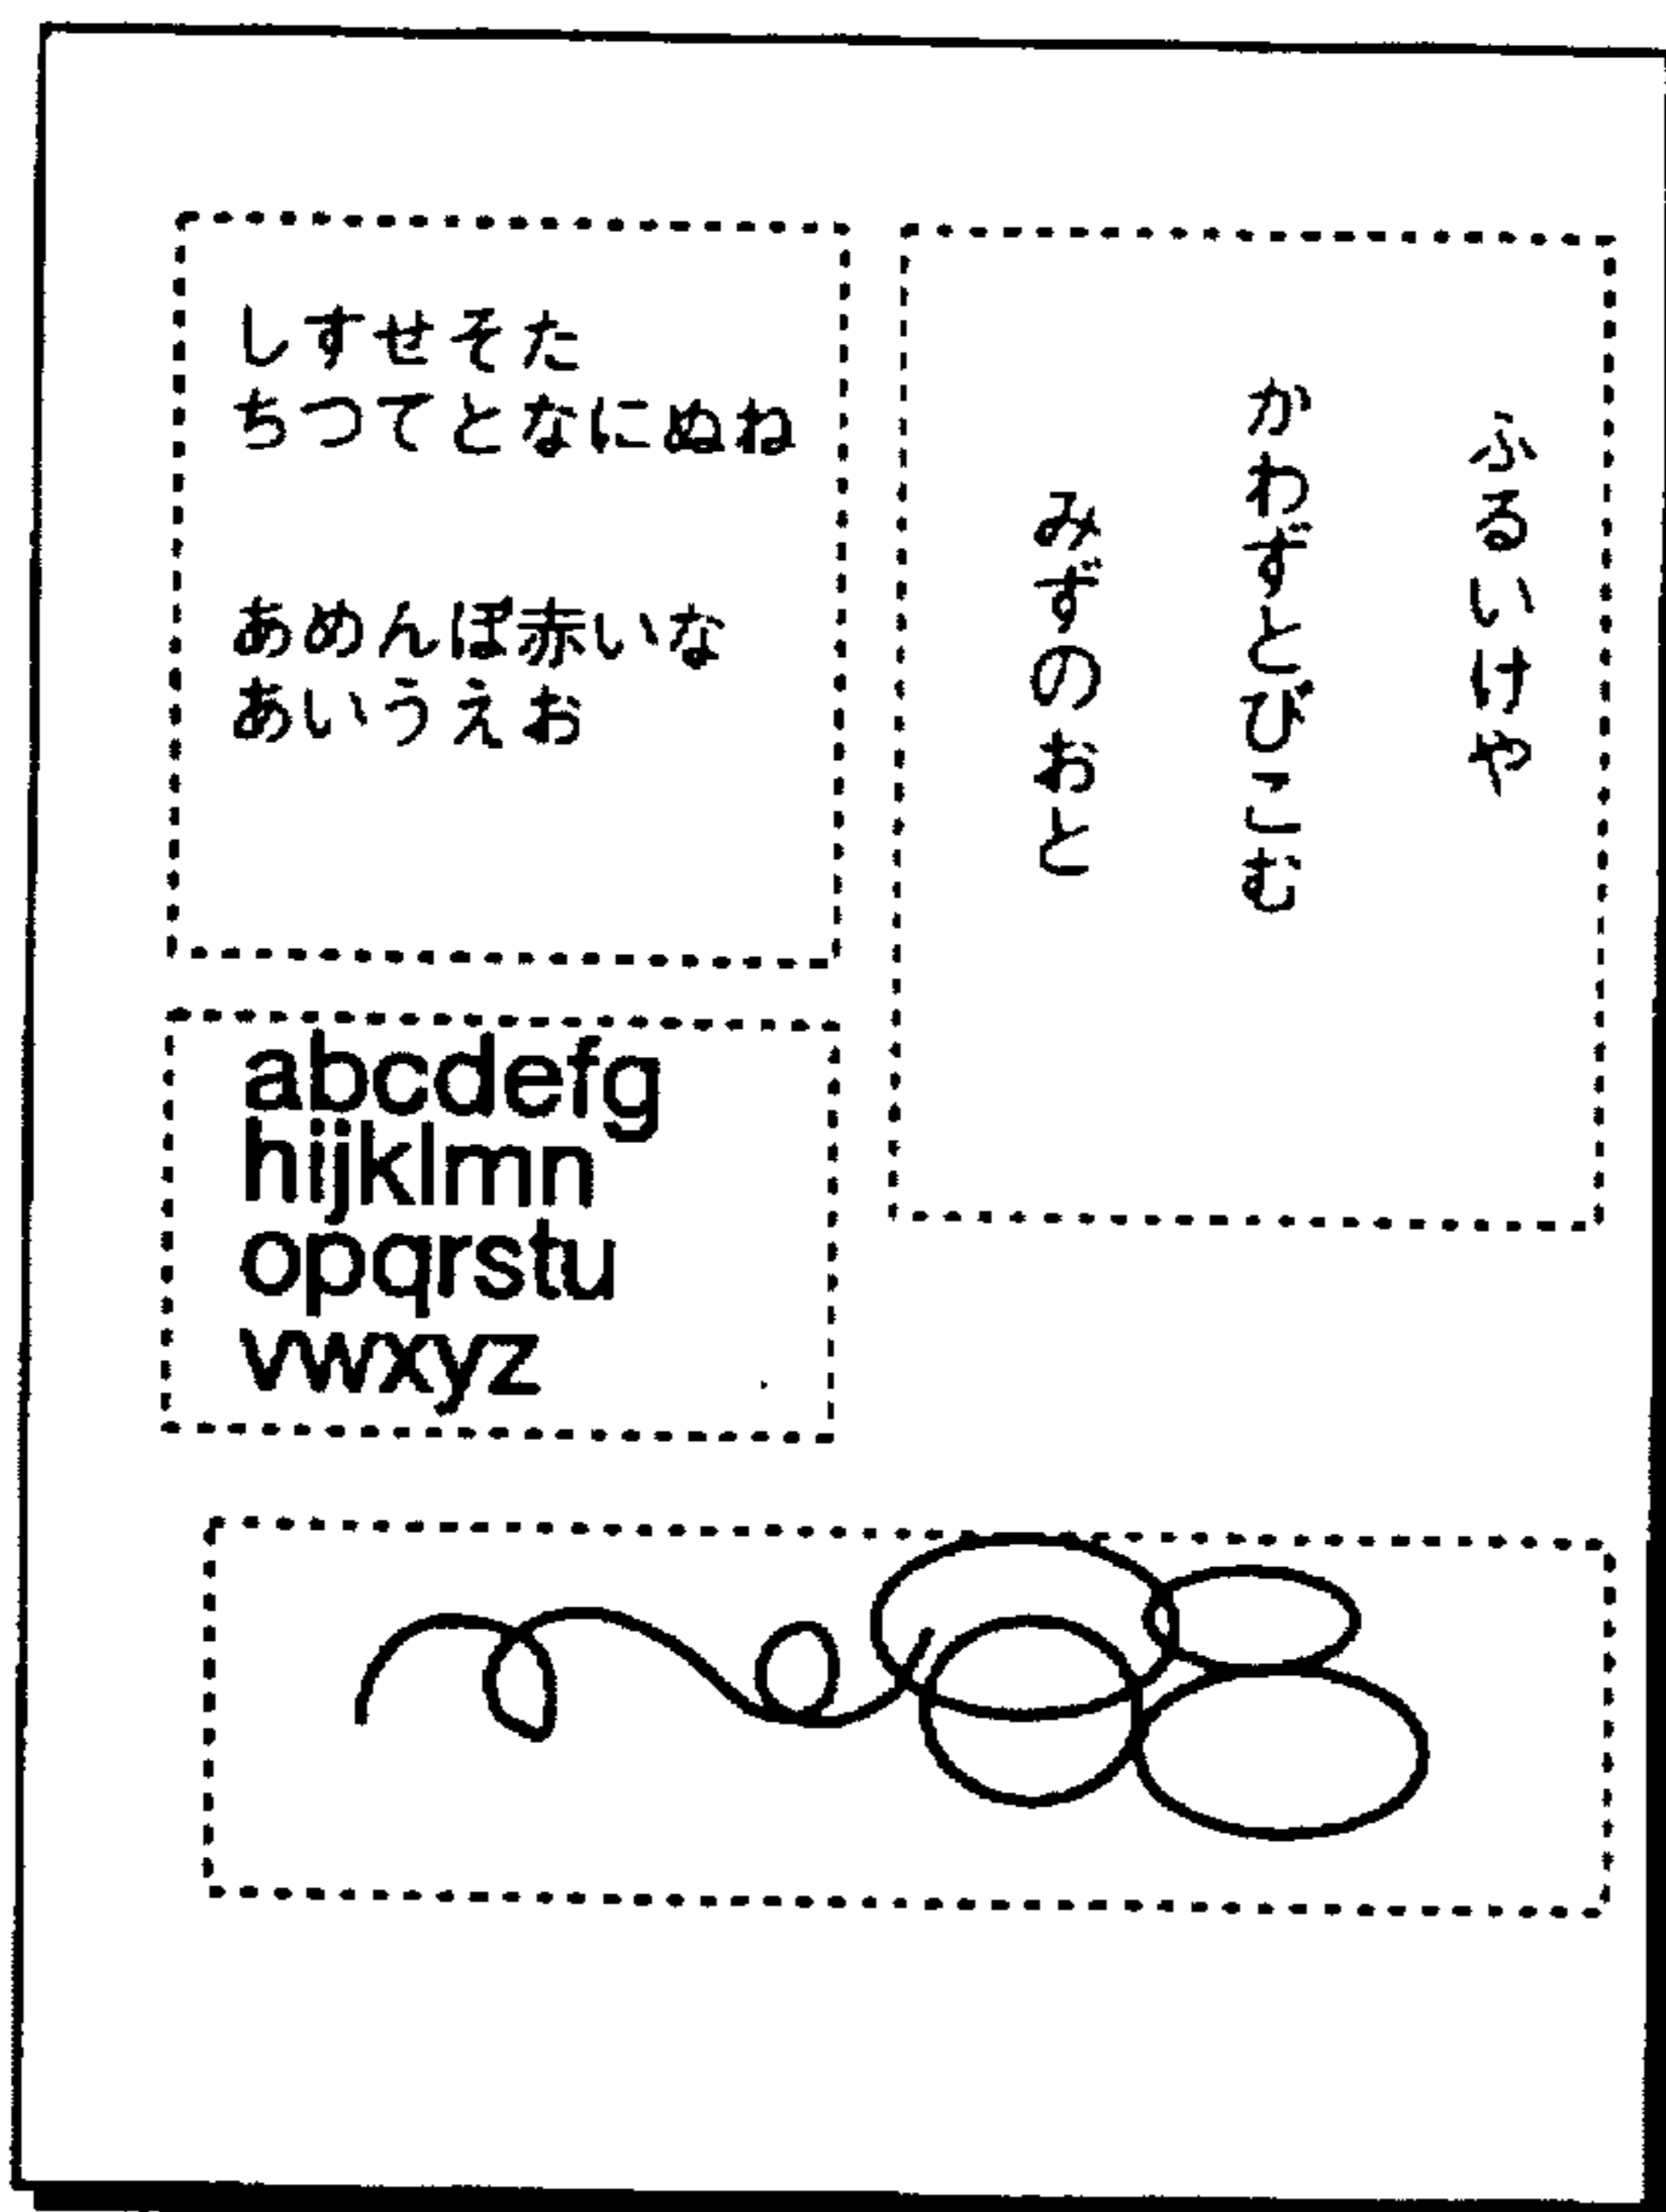 しすせそた
ちつてとなにぬね
あめんぼ赤いな
あいうえお
ふるいけや
かわずとびこむ
みずのおと
abcdefg
hijklmn
opqrstu
vwxyz